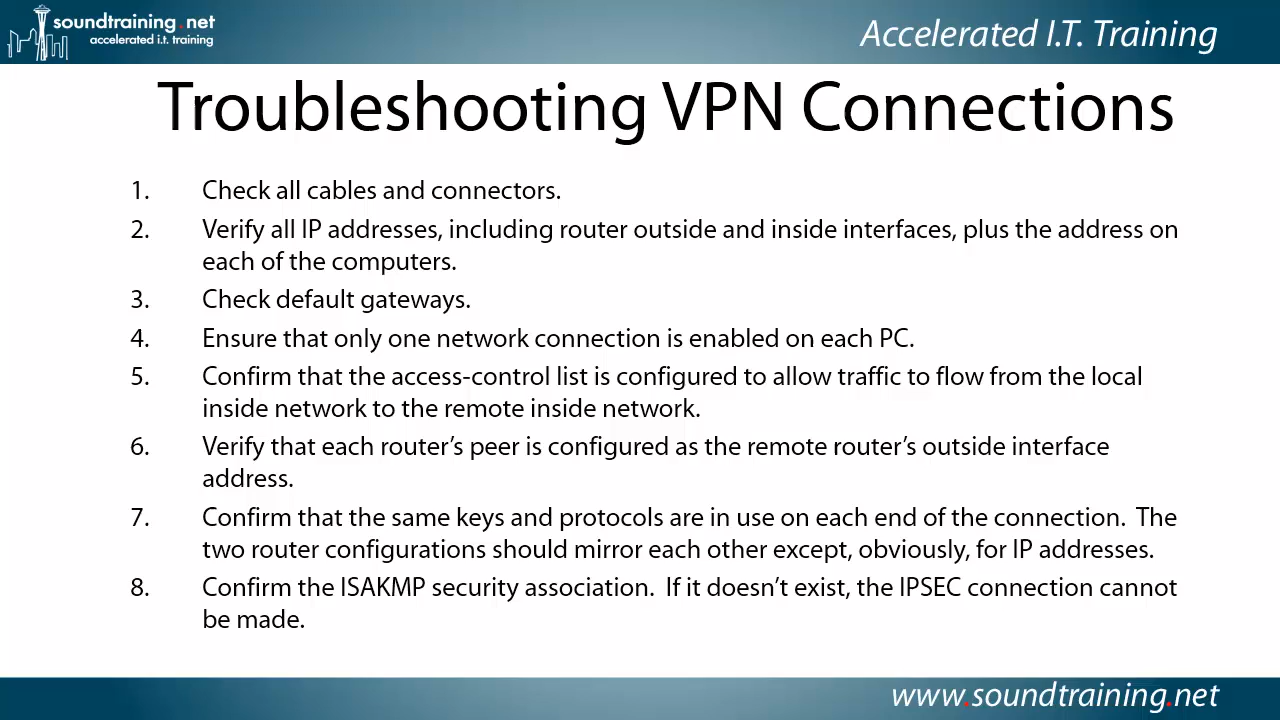 soundtraining.net
accelerated i.t. training
Accelerated I.T. Training
Troubleshooting VPN Connections
1. Check all cables and connectors.
2. Verify all IP addresses, including router outside and inside interfaces, plus the address on
each of the computers.
3. Check default gateways.
4. Ensure that only one network connection is enabled on each PC.
5. Confirm that the access-control list is configured to allow traffic to flow from the local
inside network to the remote inside network.
6. Verify that each router’s peer is configured as the remote router’s outside interface
address.
7. Confirm that the same keys and protocols are in use on each end of the connection.  The
two router configurations should mirror each other except, obviously, for IP addresses.
8. Confirm the ISAKMP security association.  If it doesn’t exist, the IPSEC connection cannot
be made.
www.soundtraining.net